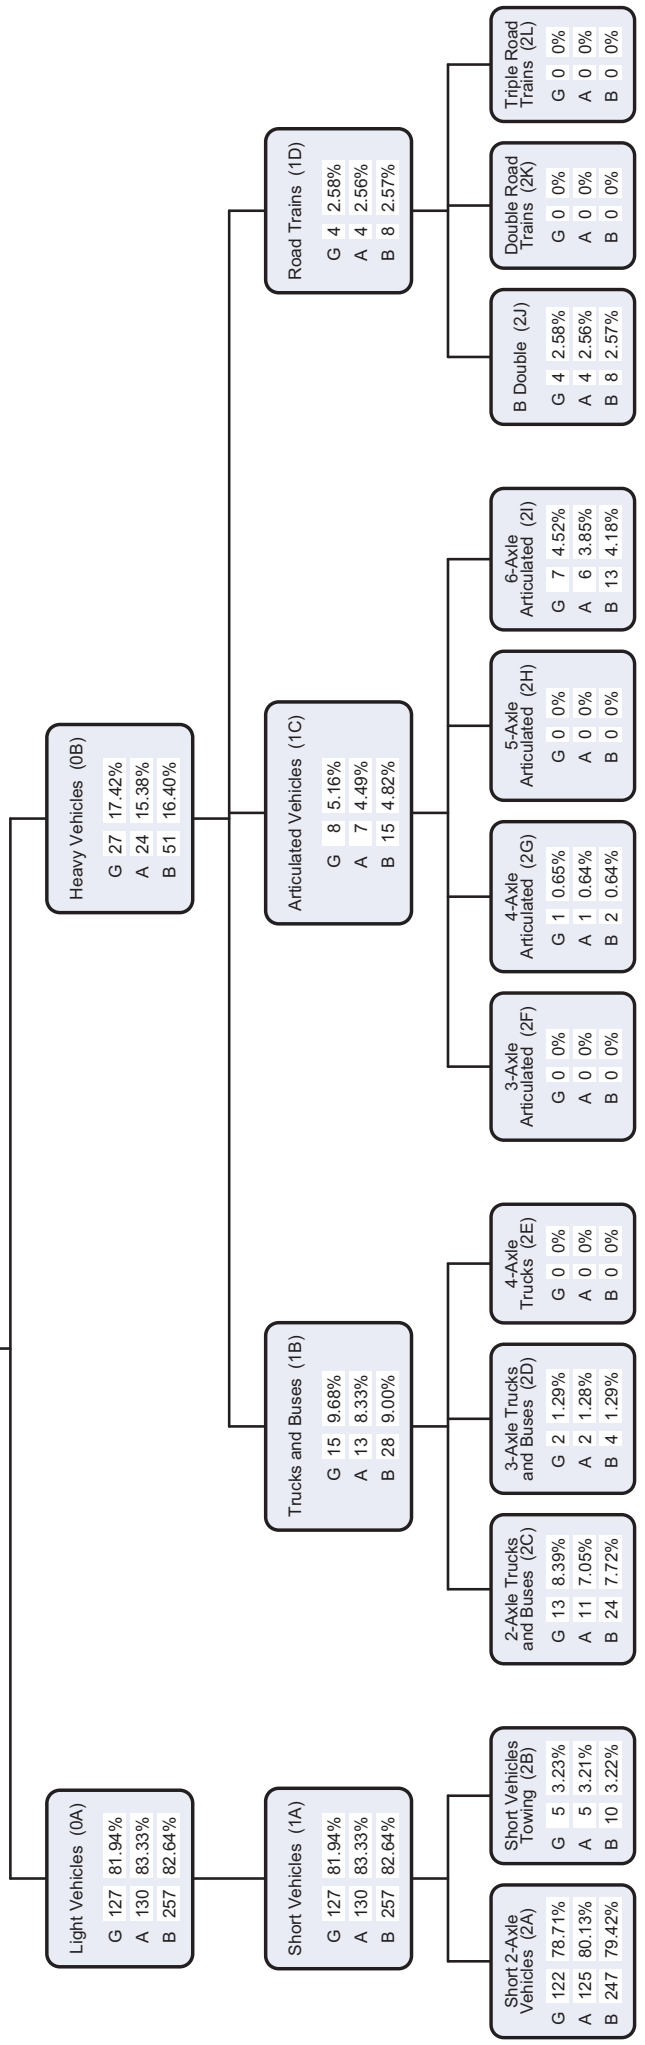 Light Vehicles (0A)
G 127 81.94%
A 130 83.33%
B 257 82.64%
Heavy Vehicles (0B)
G 27 17.42%
A 24 15.38%
B 51 16.40%
Short Vehicles (1A)
G 127 81.94%
A 130 83.33%
B 257 82.64%
Trucks and Buses (1B)
G 15 9.68%
A 13 8.33%
B 28 9.00%
Articulated Vehicles (1C)
G 8 5.16%
A 7 4.49%
B 15 4.82%
Road Trains (1D)
G 4 2.58%
A 4 2.56%
B 8 2.57%
Short 2-Axle
Vehicles (2A)
G 122 78.71%
A 125 80.13%
B 247 79.42%
Short Vehicles
Towing (2B)
G 5 3.23%
A 5 3.21%
B 10 3.22%
2-Axle Trucks
and Buses (2C)
G 13 8.39%
A 11 7.05%
B 24 7.72%
3-Axle Trucks
and Buses (2D)
G 2 1.29%
A 2 1.28%
B 4 1.29%
4-Axle
Trucks (2E)
G 0 0%
A 0 0%
B 0 0%
3-Axle
Articulated (2F)
G 0 0%
A 0 0%
B 0 0%
4-Axle
Articulated (2G)
G 1 0.65%
A 1 0.64%
B 2 0.64%
5-Axle
Articulated (2H)
G 0 0%
A 0 0%
B 0 0%
6-Axle
Articulated (2I)
G 7 4.52%
A 6 3.85%
B 13 4.18%
B Double (2J)
G 4 2.58%
A 4 2.56%
B 8 2.57%
Double Road
Trains (2K)
G 0 0%
A 0 0%
B 0 0%
Triple Road
Trains (2L)
G 0 0%
A 0 0%
B 0 0%